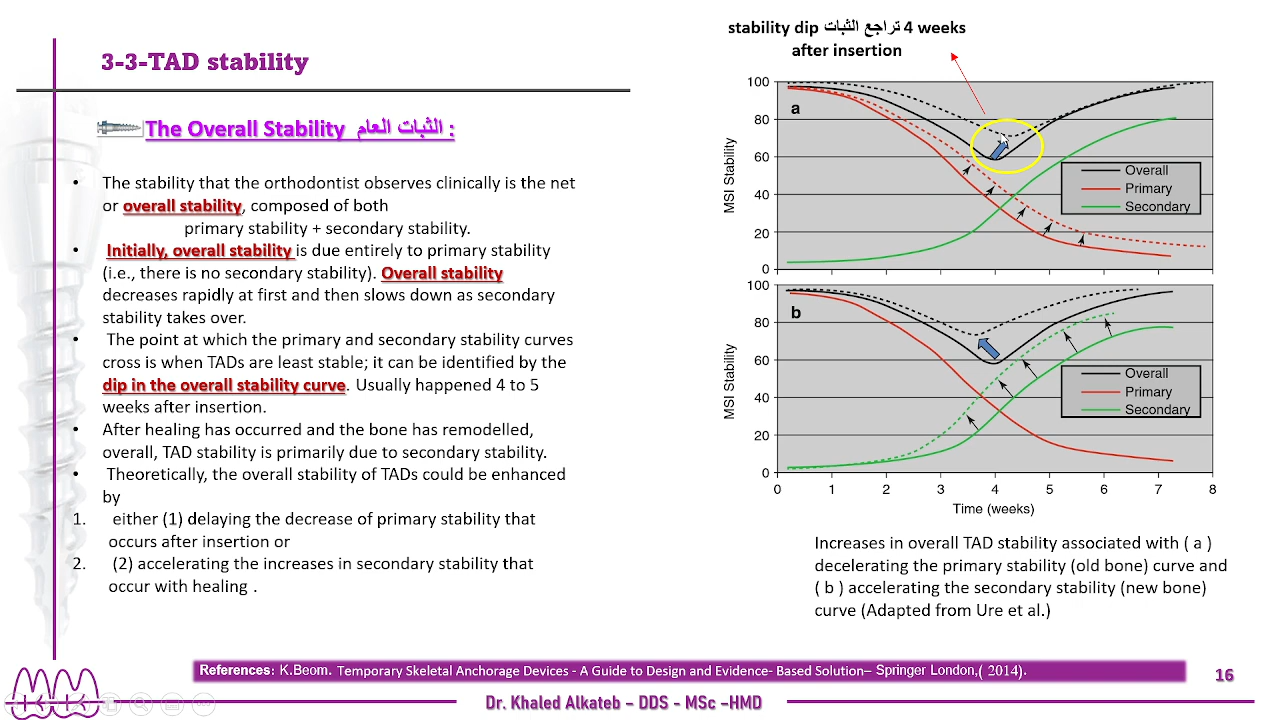 3-3-TAD stability
The Overall Stability الثبات العام :
• The stability that the orthodontist observes clinically is the net
or overall stability, composed of both
primary stability + secondary stability.
• Initially, overall stability is due entirely to primary stability
(i.e., there is no secondary stability). Overall stability
decreases rapidly at first and then slows down as secondary
stability takes over.
• The point at which the primary and secondary stability curves
cross is when TADs are least stable; it can be identified by the
dip in the overall stability curve. Usually happened 4 to 5
weeks after insertion.
• After healing has occurred and the bone has remodelled,
overall, TAD stability is primarily due to secondary stability.
• Theoretically, the overall stability of TADs could be enhanced
by
1. either (1) delaying the decrease of primary stability that
occurs after insertion or
2. (2) accelerating the increases in secondary stability that
occur with healing .
stability dip تراجع الثبات 4 weeks
after insertion
100
80
60
40
20
0
MSI Stability
a
Overall
Primary
Secondary
100
80
60
40
20
0
MSI Stability
b
Overall
Primary
Secondary
0 1 2 3 4 5 6 7 8
Time (weeks)
Increases in overall TAD stability associated with ( a )
decelerating the primary stability (old bone) curve and
( b ) accelerating the secondary stability (new bone)
curve (Adapted from Ure et al.)
References: K.Beom. Temporary Skeletal Anchorage Devices - A Guide to Design and Evidence- Based Solution– Springer London,( 2014).
16
Dr. Khaled Alkateb – DDS - MSc –HMD